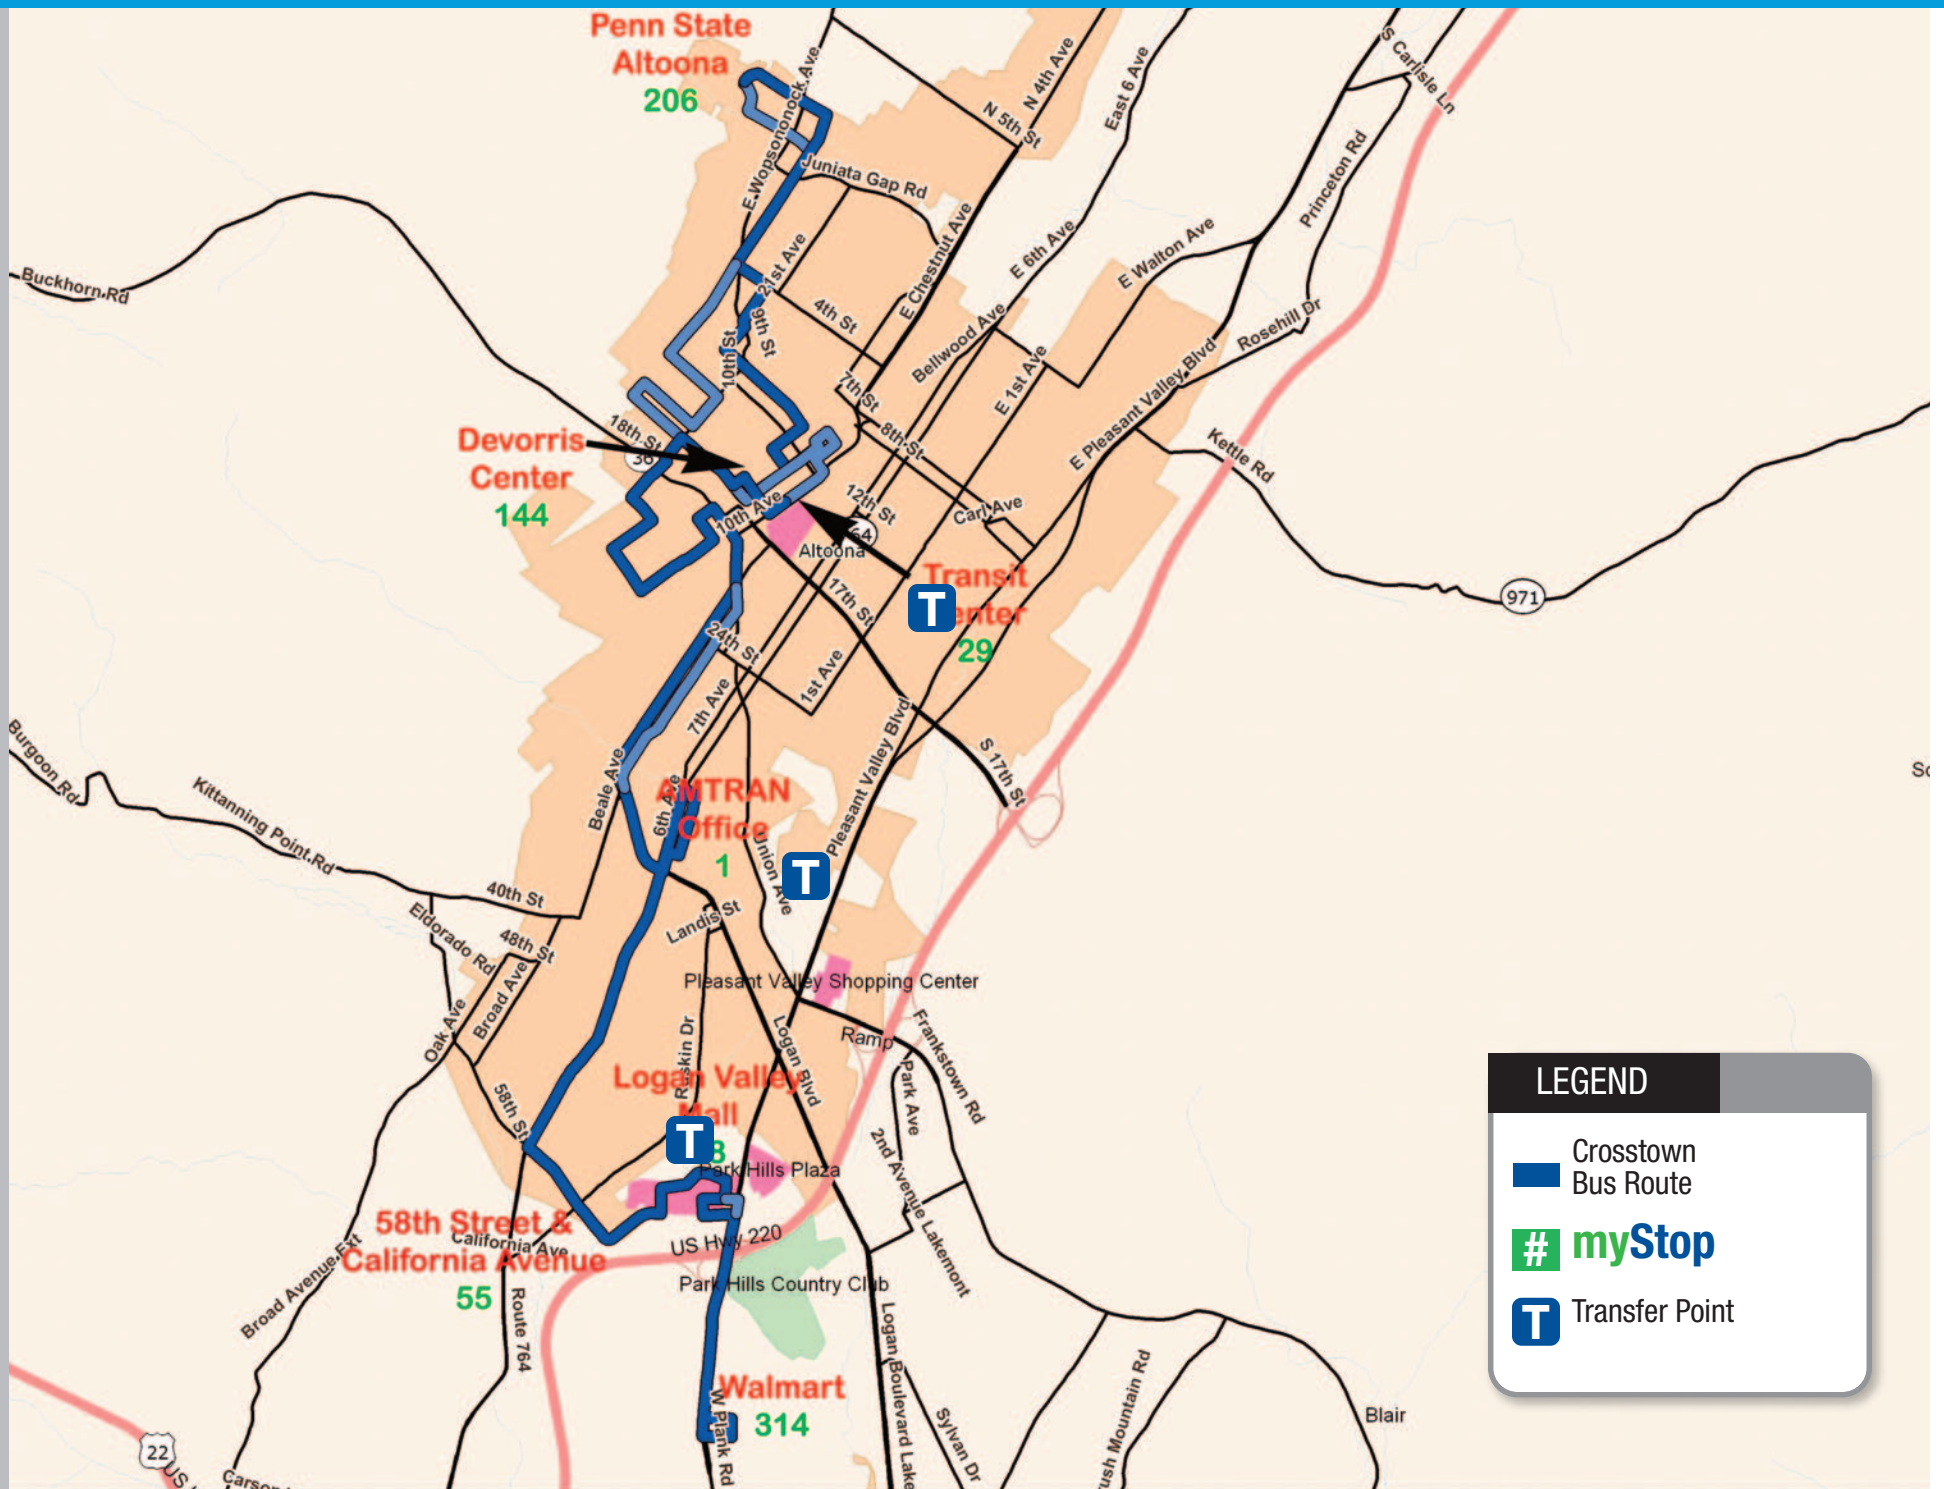 Penn State
Altoona
206
E Wopsononock Ave
N 4th Ave
East 6 Ave
S Carlisle Ln
N 5th St
Juniata Gap Rd
Princeton Rd
E Chestnut Ave
E 6th Ave
E Walton Ave
Buckhorn Rd
21st Ave
4th St
9th St
10th St
Bellwood Ave
Rosehill Dr
E 1st Ave
7th St
E Pleasant Valley Blvd
8th St
Kettle Rd
18th St
36
Devorris
Center
144
10th Ave
12th St
Carl Ave
64
Altoona
Transit
enter
29
T
17th St
971
24th St
1st Ave
7th Ave
Pleasant Valley Blvd
S 17th St
Burgoon Rd
Kittanning Point Rd
Beale Ave
6th Ave
AMTRAN
Office
1
Union Ave
T
40th St
Landis St
Eldorado Rd
48th St
Broad Ave
Oak Ave
Pleasant Valley Shopping Center
Ramp
Frankstown Rd
Logan Blvd
Park Ave
58th St
Logan Valley
Mall
T
8
Park Hills Plaza
2nd Avenue Lakemont
58th Street &
California Avenue
55
California Ave
US Hwy 220
Park Hills Country Club
Broad Avenue Ext
Route 764
Logan Boulevard Lake
Walmart
314
W Plank Rd
Sylvan Dr
ush Mountain Rd
Blair
22
US
LEGEND
Crosstown
Bus Route
# myStop
T Transfer Point